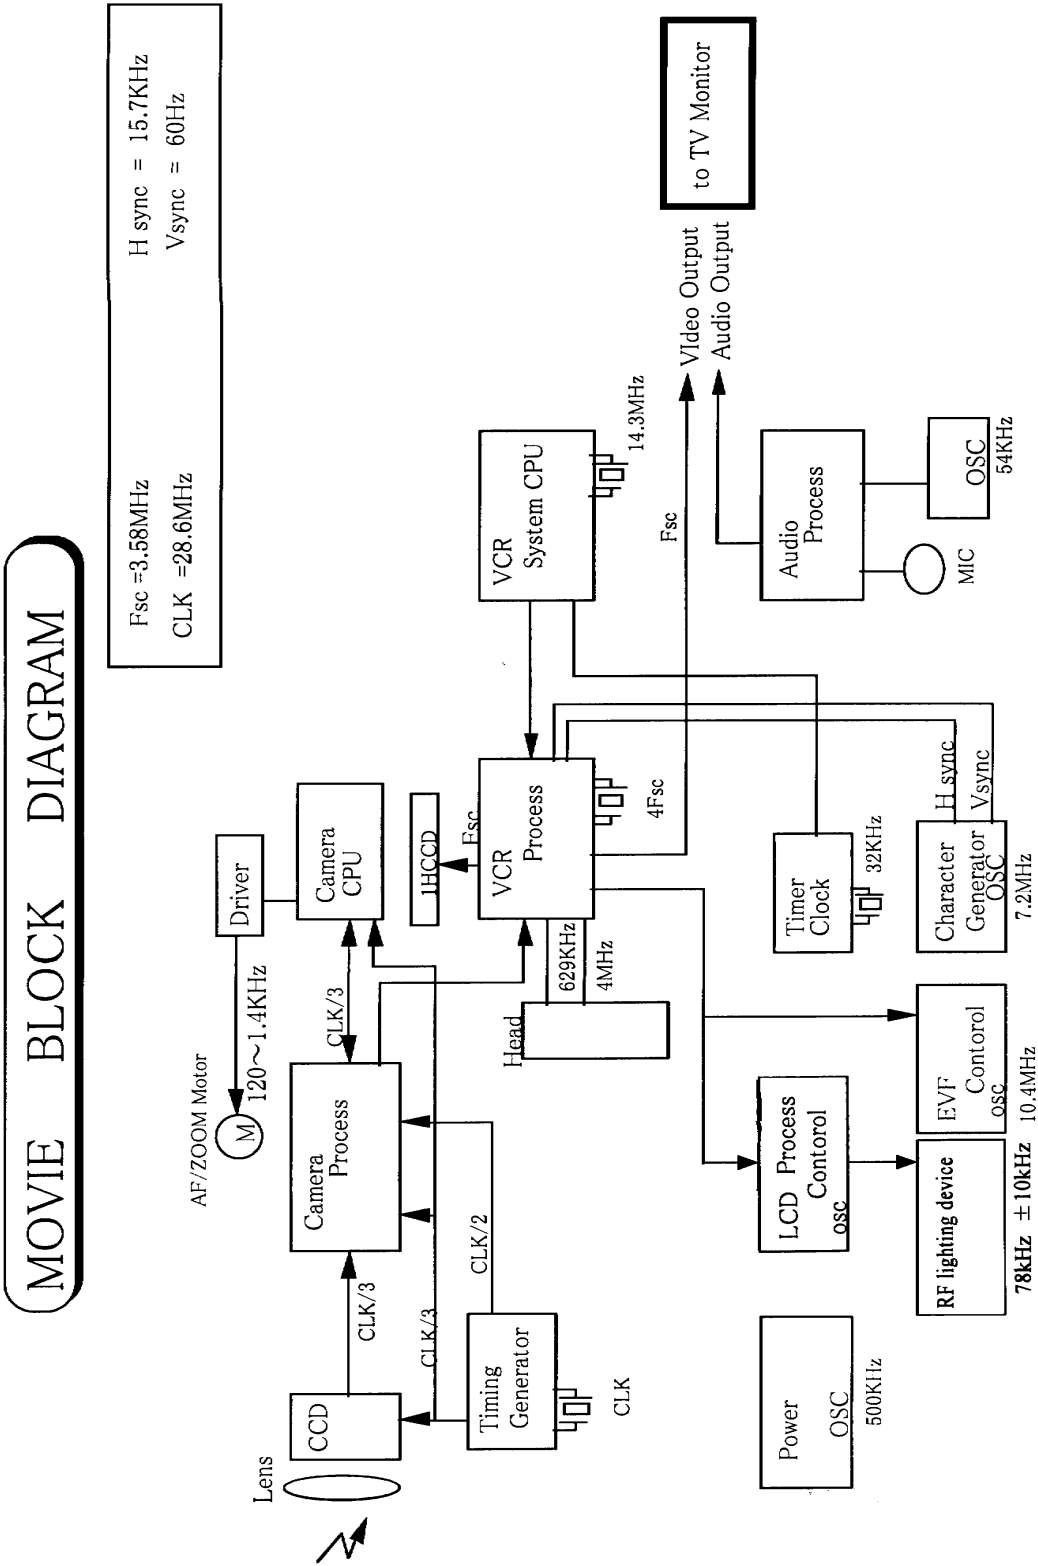 MOVIE BLOCK DIAGRAM
Fsc =3.58MHz
H sync = 15.7KHz
CLK =28.6MHz
Vsync = 60Hz
AF/ZOOM Motor
M
120～1.4KHz
Driver
Lens
CCD
CLK/3
Camera
Process
CLK/3
Camera
CPU
1HCCD
Fsc
CLK/3
CLK/2
Timing
Generator
CLK
Head
629KHz
4MHz
VCR
Process
4Fsc
VCR
System CPU
14.3MHz
Fsc
VIdeo Output
Audio Output
to TV Monitor
Power
OSC
500KHz
LCD Process
Contorol
osc
RF lighting device
78kHz ±10kHz
EVF
Contorol
osc
10.4MHz
Timer
Clock
32KHz
Character
Generator
OSC
7.2MHz
H sync
Vsync
Audio
Process
MIC
OSC
54KHz